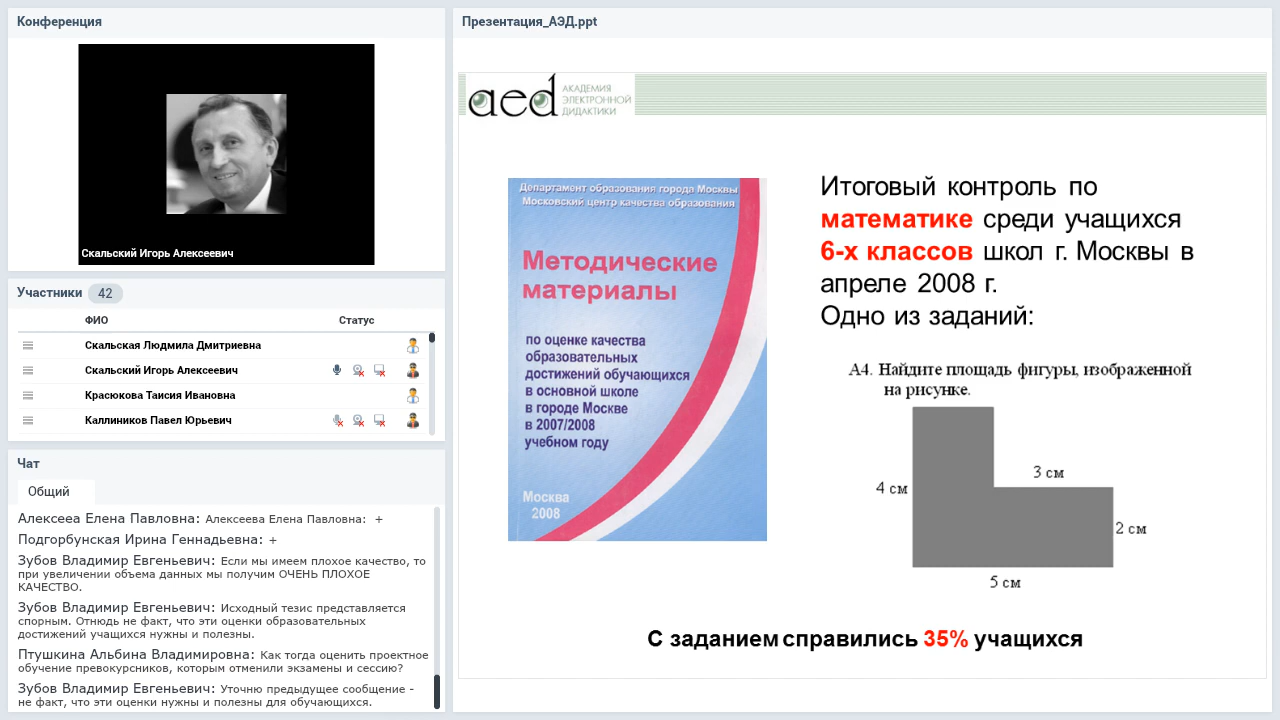 Конференция
Скальский Игорь Алексеевич
Участники 42
ФИО Статус
Скальская Людмила Дмитриевна
Скальский Игорь Алексеевич
Красюкова Таисия Ивановна
Каллиников Павел Юрьевич
Чат
Общий
Алексееа Елена Павловна: Алексеева Елена Павловна: +
Подгорбунская Ирина Геннадьевна: +
Зубов Владимир Евгеньевич: Если мы имеем плохое качество, то
при увеличении объема данных мы получим ОЧЕНЬ ПЛОХОЕ
КАЧЕСТВО.
Зубов Владимир Евгеньевич: Исходный тезис представляется
спорным. Отнюдь не факт, что эти оценки образовательных
достижений учащихся нужны и полезны.
Птушкина Альбина Владимировна: Как тогда оценить проектное
обучение превокурсников, которым отменили экзамены и сессию?
Зубов Владимир Евгеньевич: Уточню предыдущее сообщение -
не факт, что эти оценки нужны и полезны для обучающихся.
Презентация_АЭД.ppt
aed АКАДЕМИЯ
ЭЛЕКТРОННОЙ
ДИДАКТИКИ
Департамент образования города Москвы
Московский центр качества образования
Методические
материалы
по оценке качества
образовательных
достижений обучающихся
в основной школе
в городе Москве
в 2007/2008
учебном году
Москва
2008
Итоговый контроль по
математике среди учащихся
6-х классов школ г. Москвы в
апреле 2008 г.
Одно из заданий:
А4. Найдите площадь фигуры, изображенной
на рисунке.
3 см
4 см
2 см
5 см
С заданием справились 35% учащихся